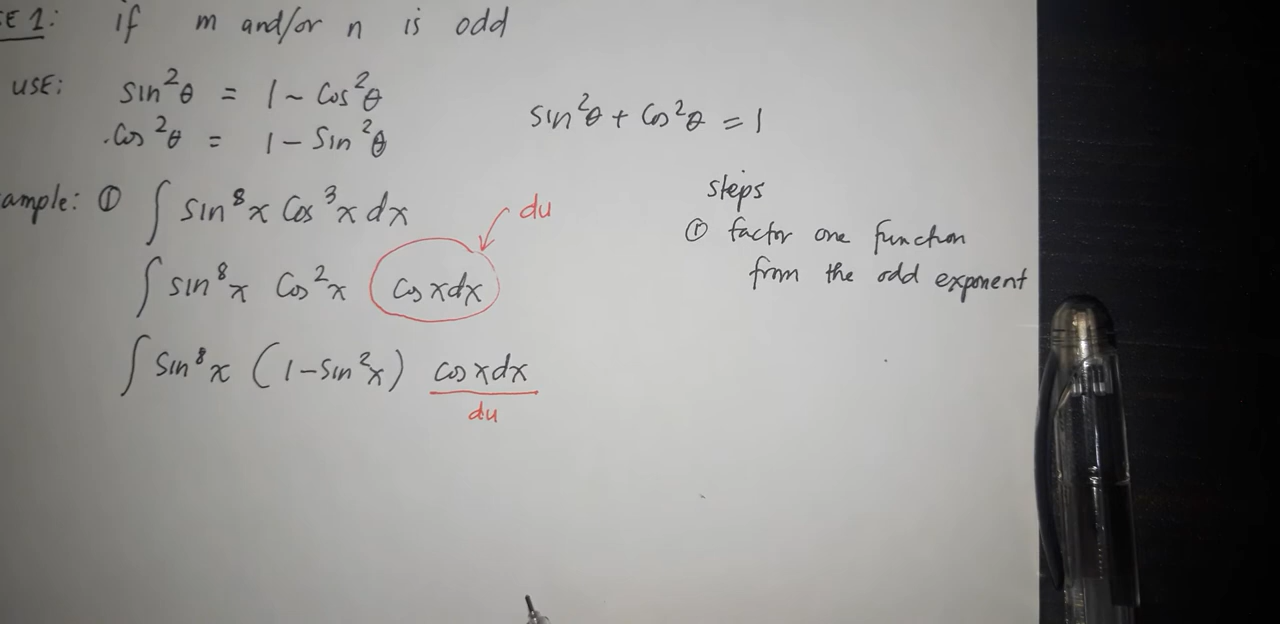 E 1: if m and/or n is odd
USE: sin²θ = 1 - Cos²θ
Cos²θ = 1 - Sin²θ
sin²θ + Cos²θ = 1
ample: ① ∫ sin⁸x Cos³x dx
du
∫ sin⁸x Cos²x Cos x dx
∫ Sin⁸x (1 - Sin²x) cos x dx
du
steps
① factor one function
from the odd exponent